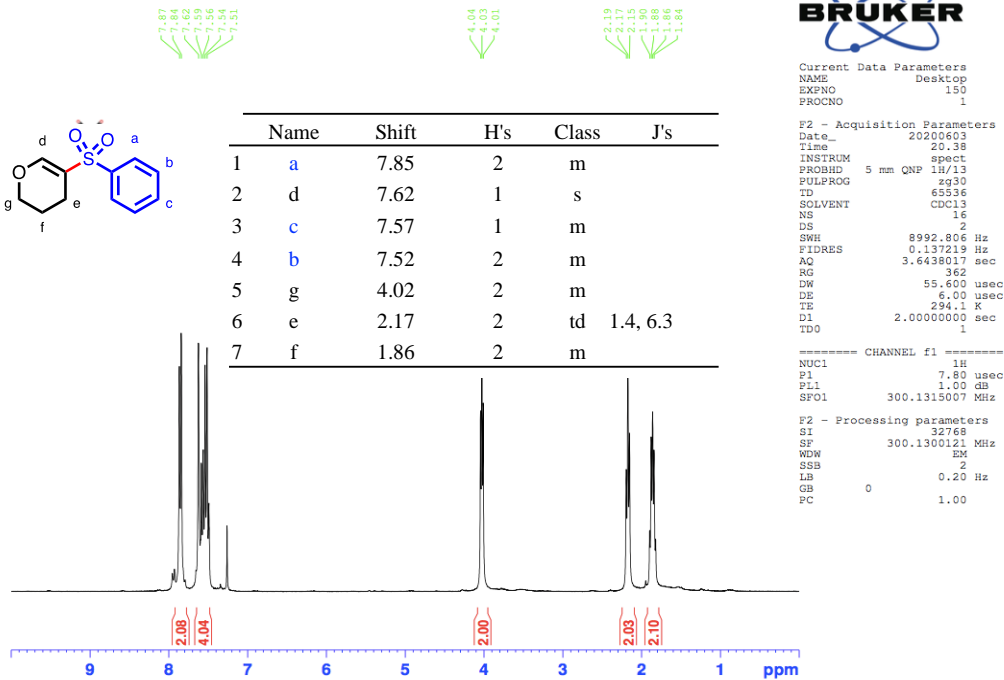 7.87
7.84
7.62
7.59
7.56
7.54
7.51
4.04
4.03
4.01
2.19
2.17
2.15
1.90
1.88
1.86
1.84
BRUKER
Current Data Parameters
NAME Desktop
EXPNO 150
PROCNO 1
F2 - Acquisition Parameters
Date_ 20200603
Time 20.38
INSTRUM spect
PROBHD 5 mm QNP 1H/13
PULPROG zg30
TD 65536
SOLVENT CDCl3
NS 16
DS 2
SWH 8992.806 Hz
FIDRES 0.137219 Hz
AQ 3.6438017 sec
RG 362
DW 55.600 usec
DE 6.00 usec
TE 294.1 K
D1 2.00000000 sec
TD0 1
======== CHANNEL f1 ========
NUC1 1H
P1 7.80 usec
PL1 1.00 dB
SFO1 300.1315007 MHz
F2 - Processing parameters
SI 32768
SF 300.1300121 MHz
WDW EM
SSB 2
LB 0.20 Hz
GB 0
PC 1.00
d O O a
S b
O
g e c
f
Name Shift H's Class J's
1 a 7.85 2 m
2 d 7.62 1 s
3 c 7.57 1 m
4 b 7.52 2 m
5 g 4.02 2 m
6 e 2.17 2 td 1.4, 6.3
7 f 1.86 2 m
2.08
4.04
2.00
2.03
2.10
9 8 7 6 5 4 3 2 1 ppm